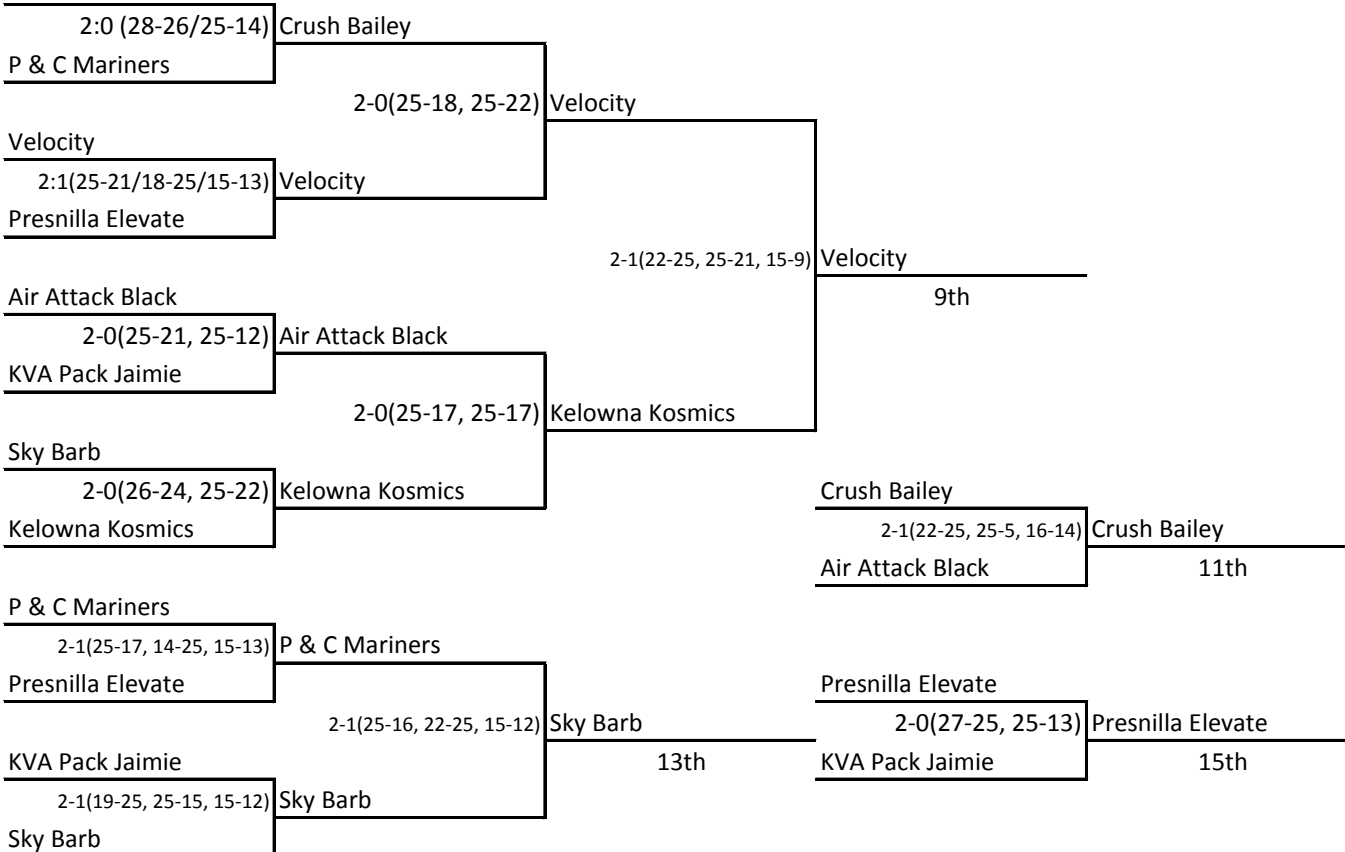 2:0 (28-26/25-14) Crush Bailey
P & C Mariners
2-0(25-18, 25-22) Velocity
Velocity
2:1(25-21/18-25/15-13) Velocity
Presnilla Elevate
2-1(22-25, 25-21, 15-9) Velocity
Air Attack Black
9th
2-0(25-21, 25-12) Air Attack Black
KVA Pack Jaimie
2-0(25-17, 25-17) Kelowna Kosmics
Sky Barb
2-0(26-24, 25-22) Kelowna Kosmics
Crush Bailey
Kelowna Kosmics
2-1(22-25, 25-5, 16-14) Crush Bailey
Air Attack Black
11th
P & C Mariners
2-1(25-17, 14-25, 15-13) P & C Mariners
Presnilla Elevate
Presnilla Elevate
2-1(25-16, 22-25, 15-12) Sky Barb
2-0(27-25, 25-13) Presnilla Elevate
KVA Pack Jaimie
13th
KVA Pack Jaimie
15th
2-1(19-25, 25-15, 15-12) Sky Barb
Sky Barb